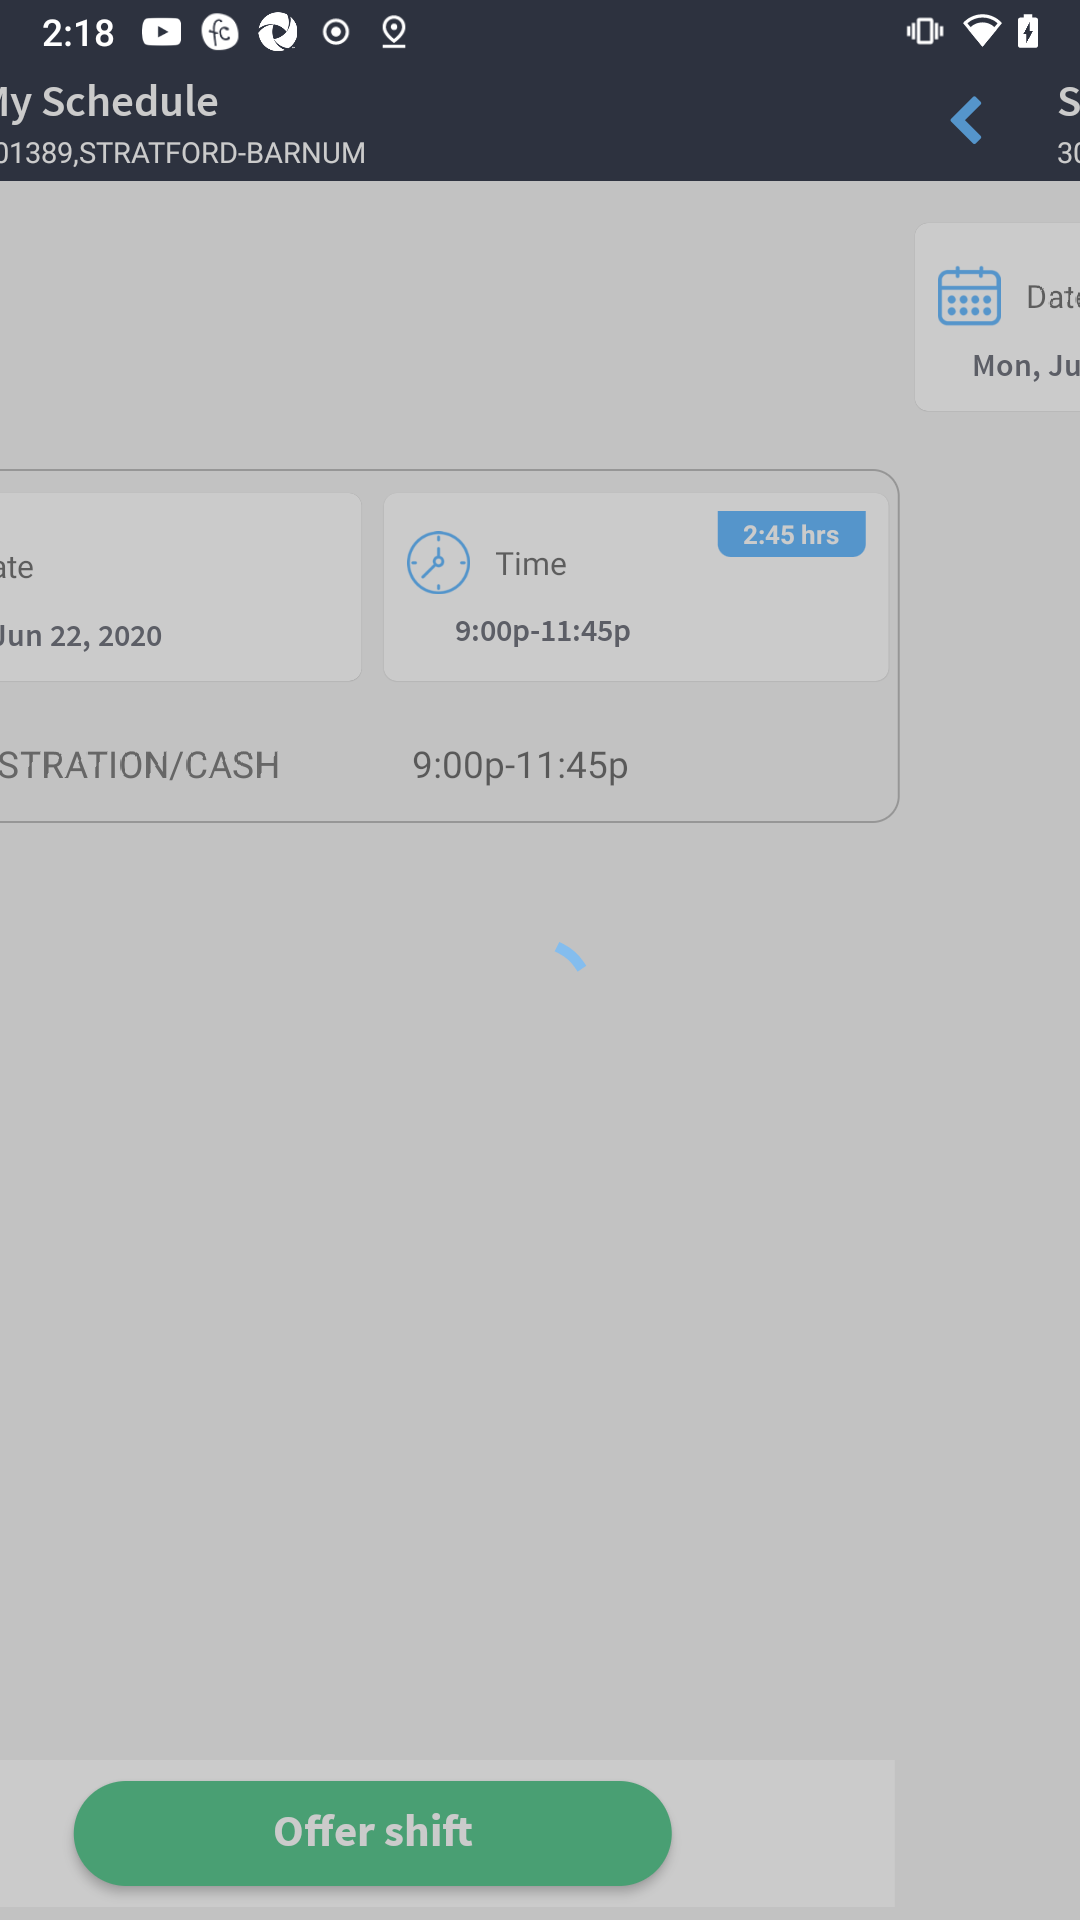 2:18
My Schedule
01389,STRATFORD-BARNUM
S
30
Date
Mon, Ju
ate
Jun 22, 2020
Time
2:45 hrs
9:00p-11:45p
STRATION/CASH
9:00p-11:45p
Offer shift